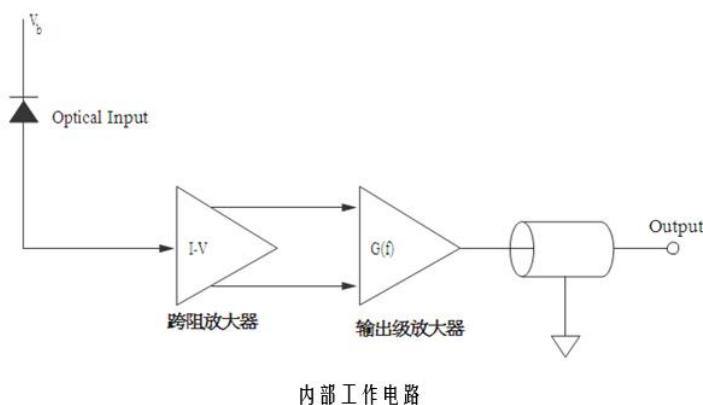 V_b
Optical Input
Output
I-V
G(f)
跨阻放大器
输出级放大器
内部工作电路